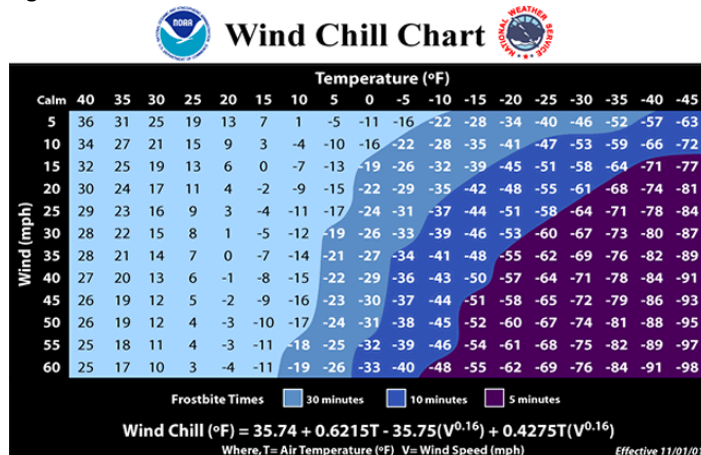 NOAA
Wind Chill Chart
NATIONAL WEATHER SERVICE
Temperature (ºF)
Calm 40 35 30 25 20 15 10 5 0 -5 -10 -15 -20 -25 -30 -35 -40 -45
5 36 31 25 19 13 7 1 -5 -11 -16 -22 -28 -34 -40 -46 -52 -57 -63
10 34 27 21 15 9 3 -4 -10 -16 -22 -28 -35 -41 -47 -53 -59 -66 -72
15 32 25 19 13 6 0 -7 -13 -19 -26 -32 -39 -45 -51 -58 -64 -71 -77
20 30 24 17 11 4 -2 -9 -15 -22 -29 -35 -42 -48 -55 -61 -68 -74 -81
25 29 23 16 9 3 -4 -11 -17 -24 -31 -37 -44 -51 -58 -64 -71 -78 -84
30 28 22 15 8 1 -5 -12 -19 -26 -33 -39 -46 -53 -60 -67 -73 -80 -87
35 28 21 14 7 0 -7 -14 -21 -27 -34 -41 -48 -55 -62 -69 -76 -82 -89
40 27 20 13 6 -1 -8 -15 -22 -29 -36 -43 -50 -57 -64 -71 -78 -84 -91
45 26 19 12 5 -2 -9 -16 -23 -30 -37 -44 -51 -58 -65 -72 -79 -86 -93
50 26 19 12 4 -3 -10 -17 -24 -31 -38 -45 -52 -60 -67 -74 -81 -88 -95
55 25 18 11 4 -3 -11 -18 -25 -32 -39 -46 -54 -61 -68 -75 -82 -89 -97
60 25 17 10 3 -4 -11 -19 -26 -33 -40 -48 -55 -62 -69 -76 -84 -91 -98
Wind (mph)
Frostbite Times 30 minutes 10 minutes 5 minutes
Wind Chill (ºF) = 35.74 + 0.6215T - 35.75(V0.16) + 0.4275T(V0.16)
Where, T= Air Temperature (ºF) V= Wind Speed (mph) Effective 11/01/01